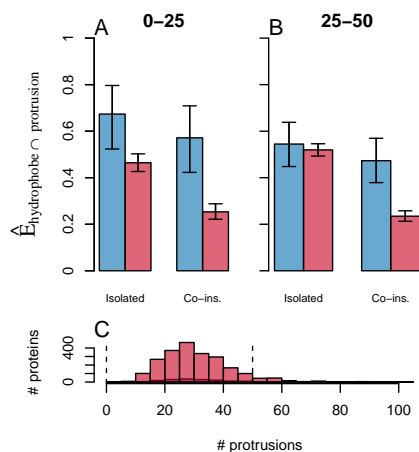 A 0−25
B 25−50
Ê hydrophobe ∩ protrusion
1
0.8
0.6
0.4
0.2
0
Isolated Co−ins. Isolated Co−ins.
C
# proteins
400
0
0 20 40 60 80 100
# protrusions